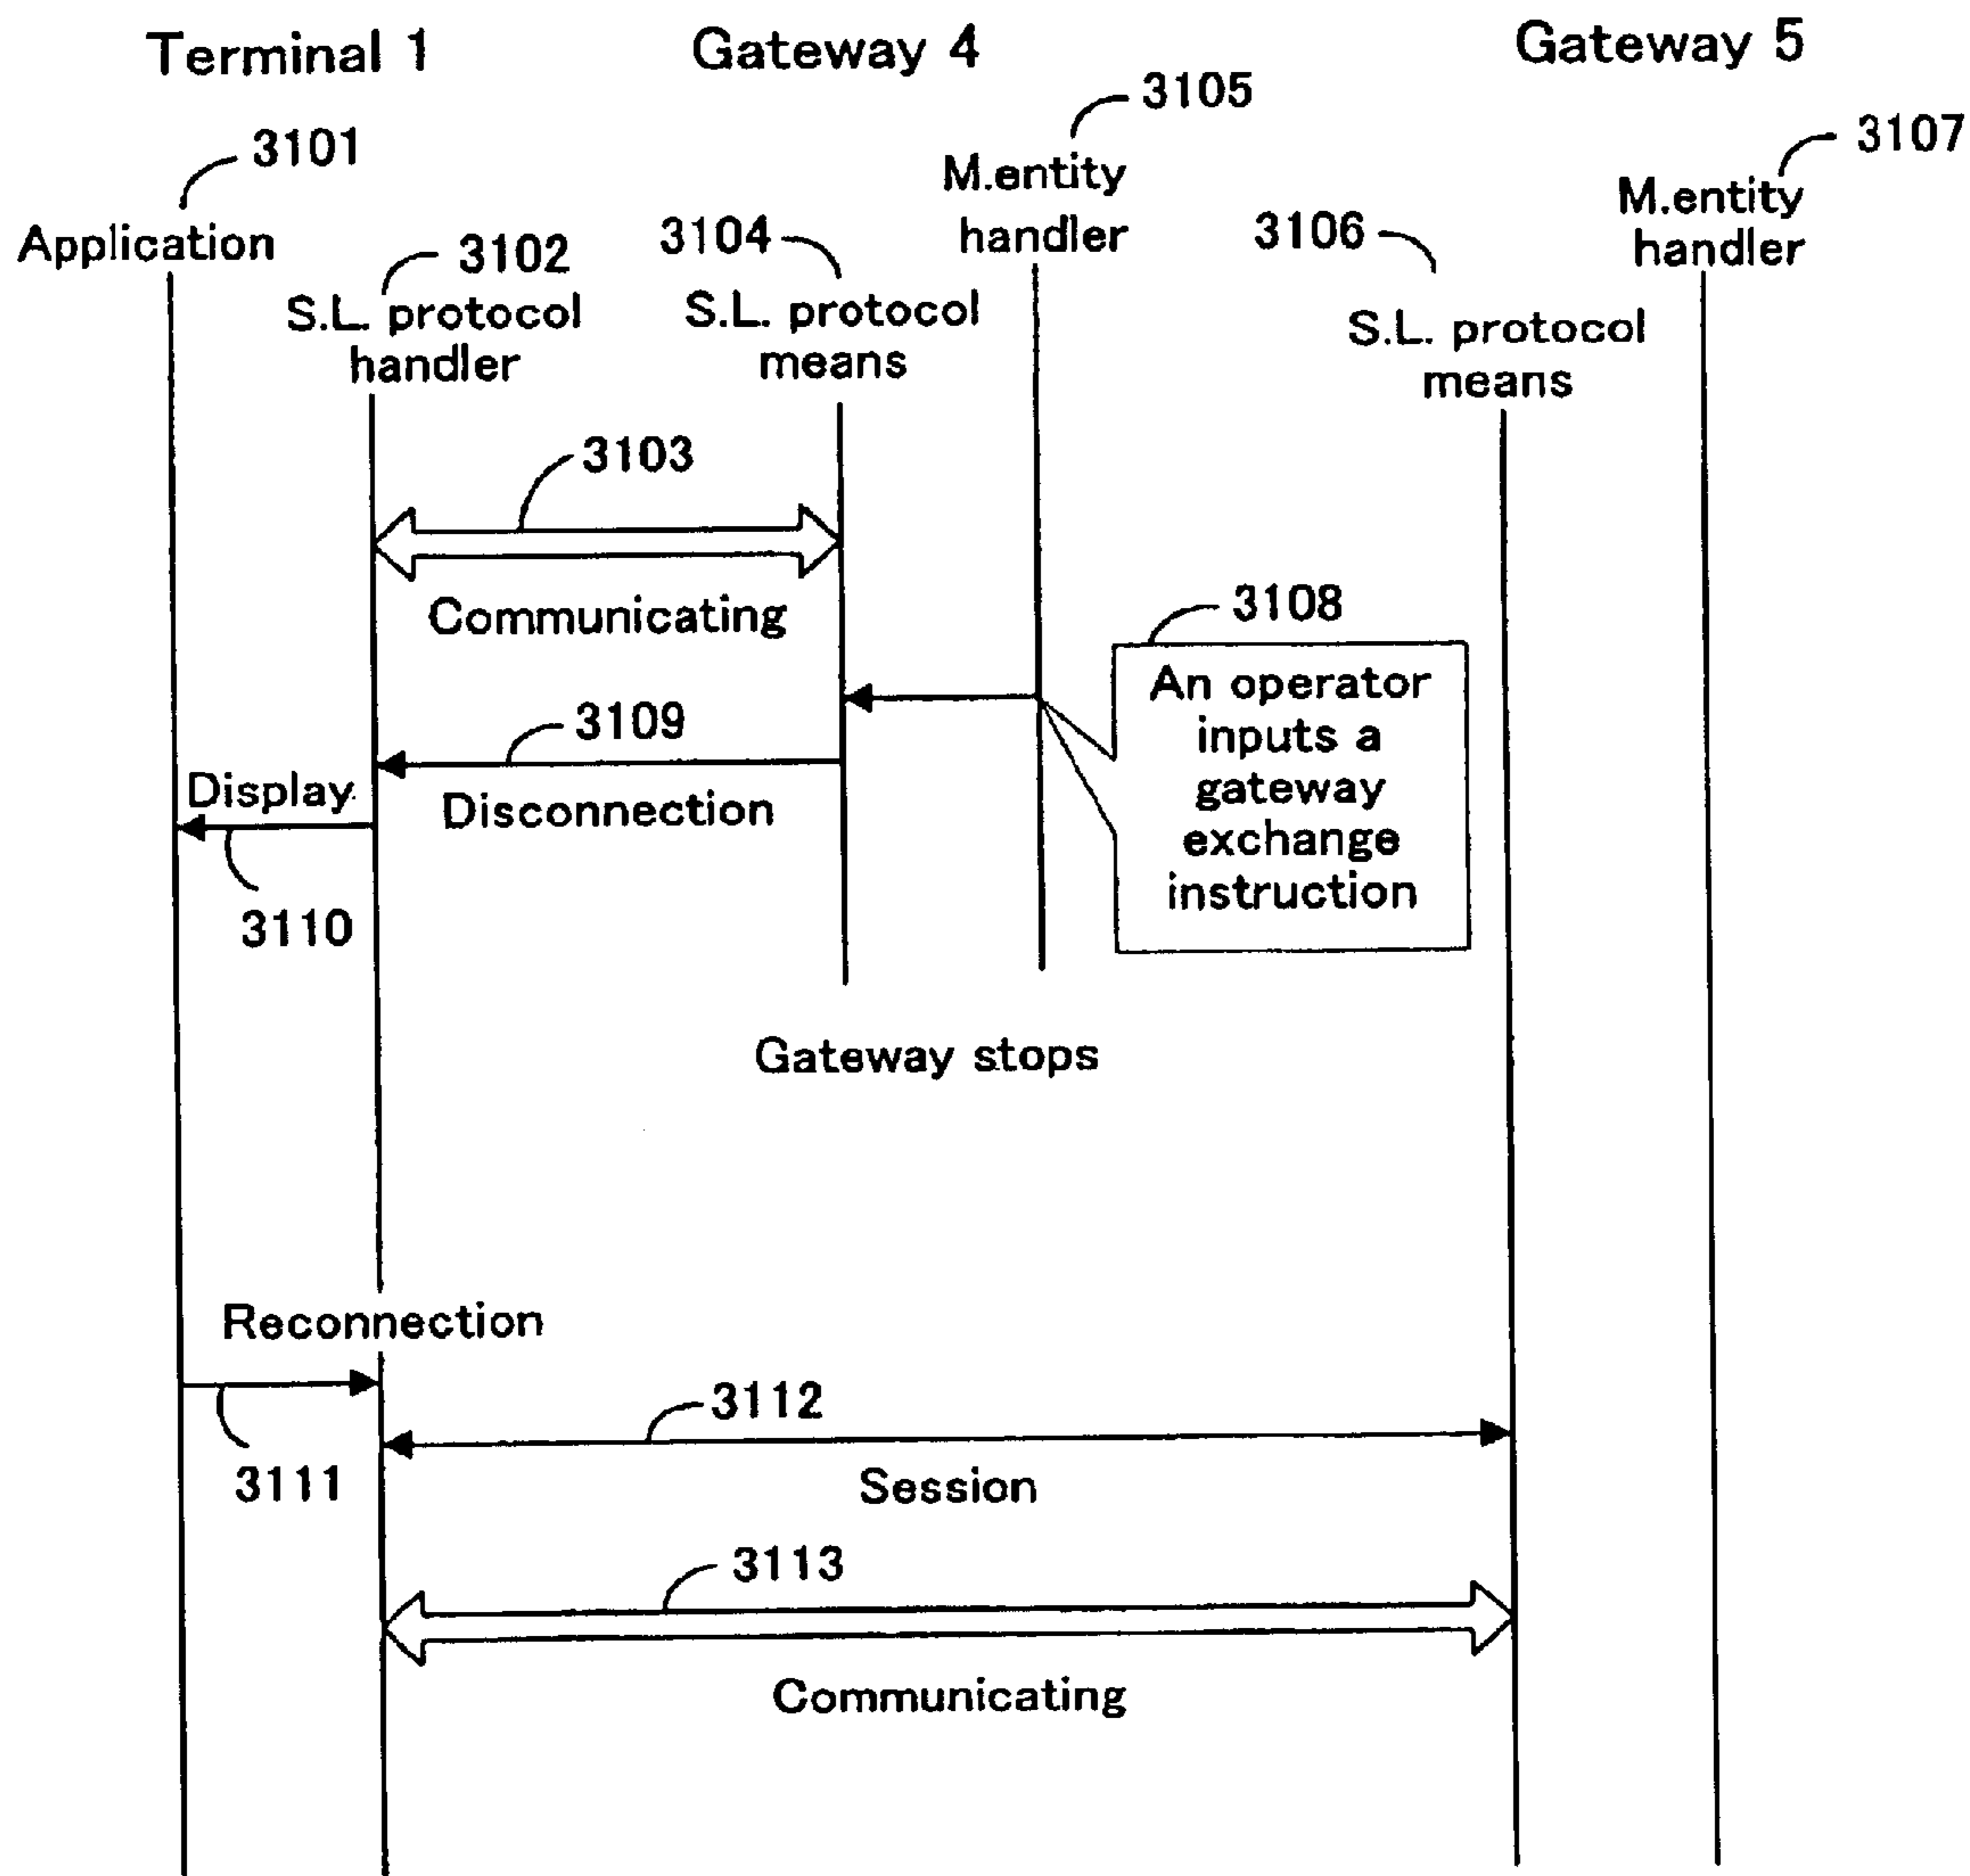 Terminal 1
Gateway 4
Gateway 5
3101
3105
3107
Application
3102
3104
M.entity
handler
3106
M.entity
handler
S.L. protocol
handler
S.L. protocol
means
S.L. protocol
means
3103
Communicating
3108
An operator
inputs a
gateway
exchange
instruction
3109
Display
Disconnection
3110
Gateway stops
Reconnection
3111
3112
Session
3113
Communicating